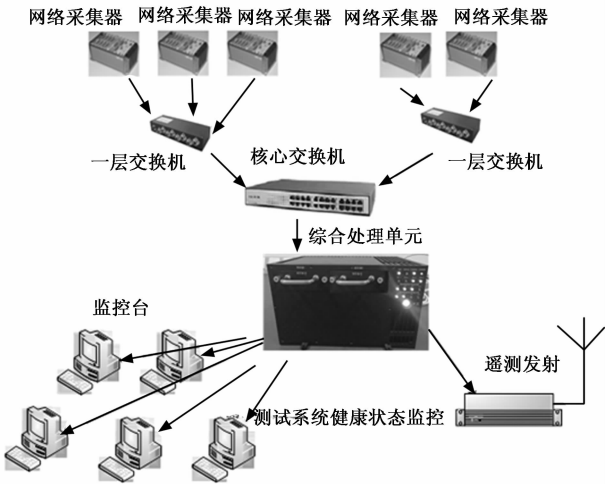 网络采集器
网络采集器
网络采集器
网络采集器
网络采集器
一层交换机
核心交换机
一层交换机
综合处理单元
监控台
遥测发射
测试系统健康状态监控